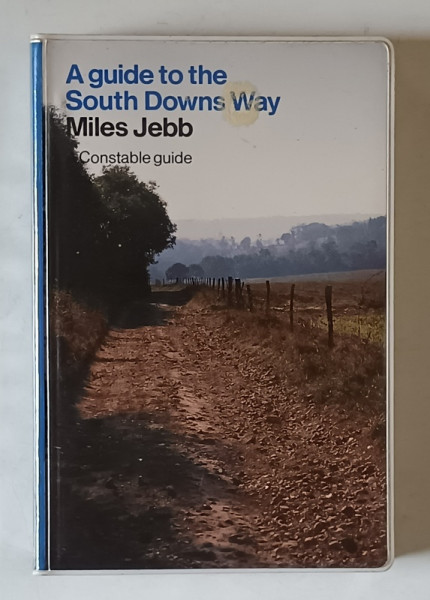 A guide to the
South Downs Way
Miles Jebb
Constable guide